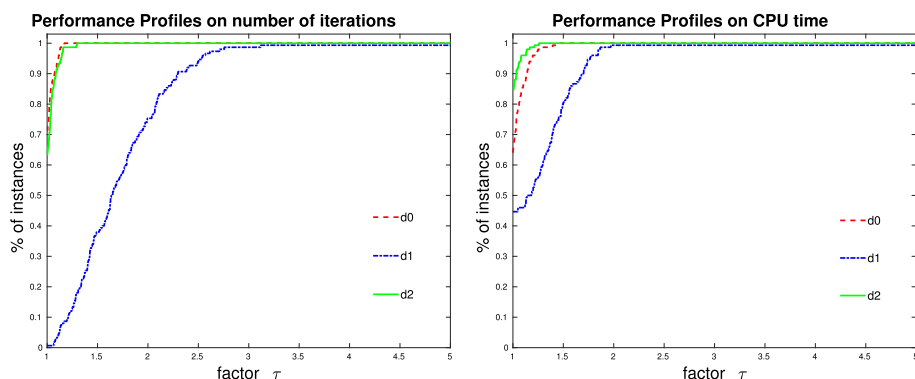 Performance Profiles on number of iterations
% of instances
1
0.9
0.8
0.7
0.6
0.5
0.4
0.3
0.2
0.1
0
1 1.5 2 2.5 3 3.5 4 4.5 5
factor τ
d0
d1
d2
Performance Profiles on CPU time
% of instances
1
0.9
0.8
0.7
0.6
0.5
0.4
0.3
0.2
0.1
0
1 1.5 2 2.5 3 3.5 4 4.5 5
factor τ
d0
d1
d2